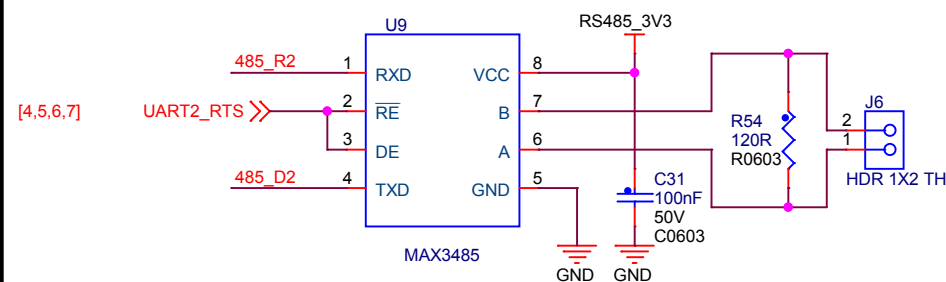 U9
RS485_3V3
485_R2 1 RXD VCC 8
[4,5,6,7] UART2_RTS 2 RE B 7
3 DE A 6
485_D2 4 TXD GND 5
MAX3485
C31
100nF
50V
C0603
GND GND
R54
120R
R0603
J6
2
1
HDR 1X2 TH